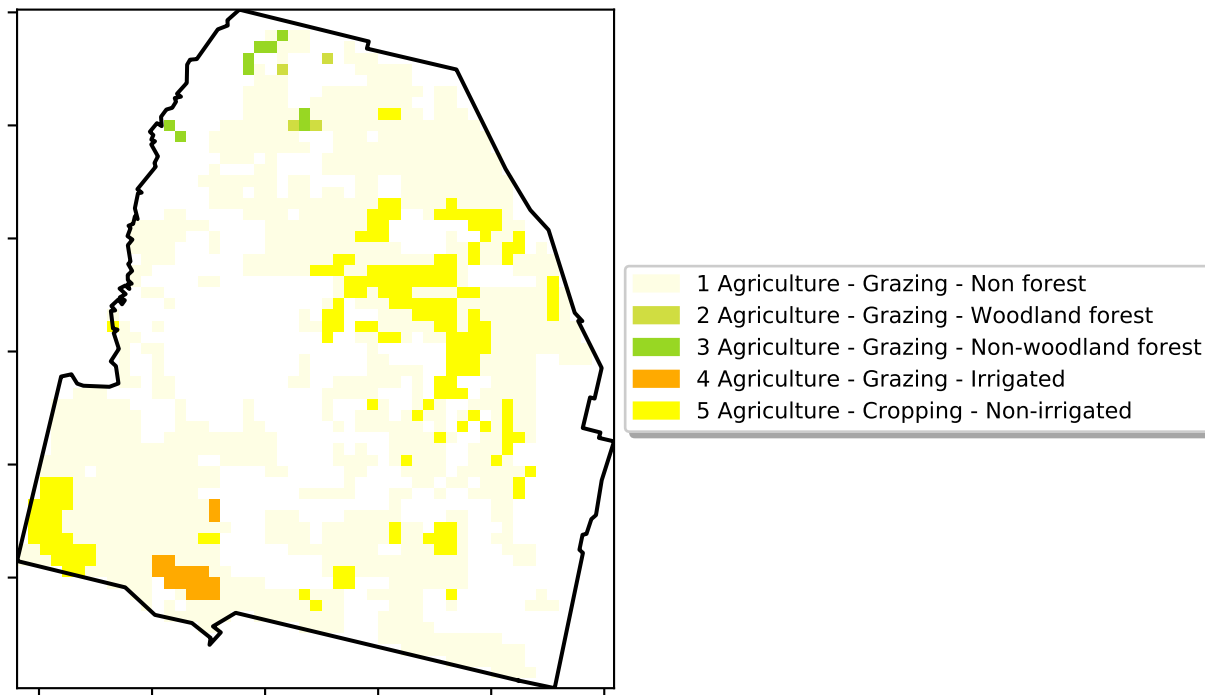 1 Agriculture - Grazing - Non forest
2 Agriculture - Grazing - Woodland forest
3 Agriculture - Grazing - Non-woodland forest
4 Agriculture - Grazing - Irrigated
5 Agriculture - Cropping - Non-irrigated